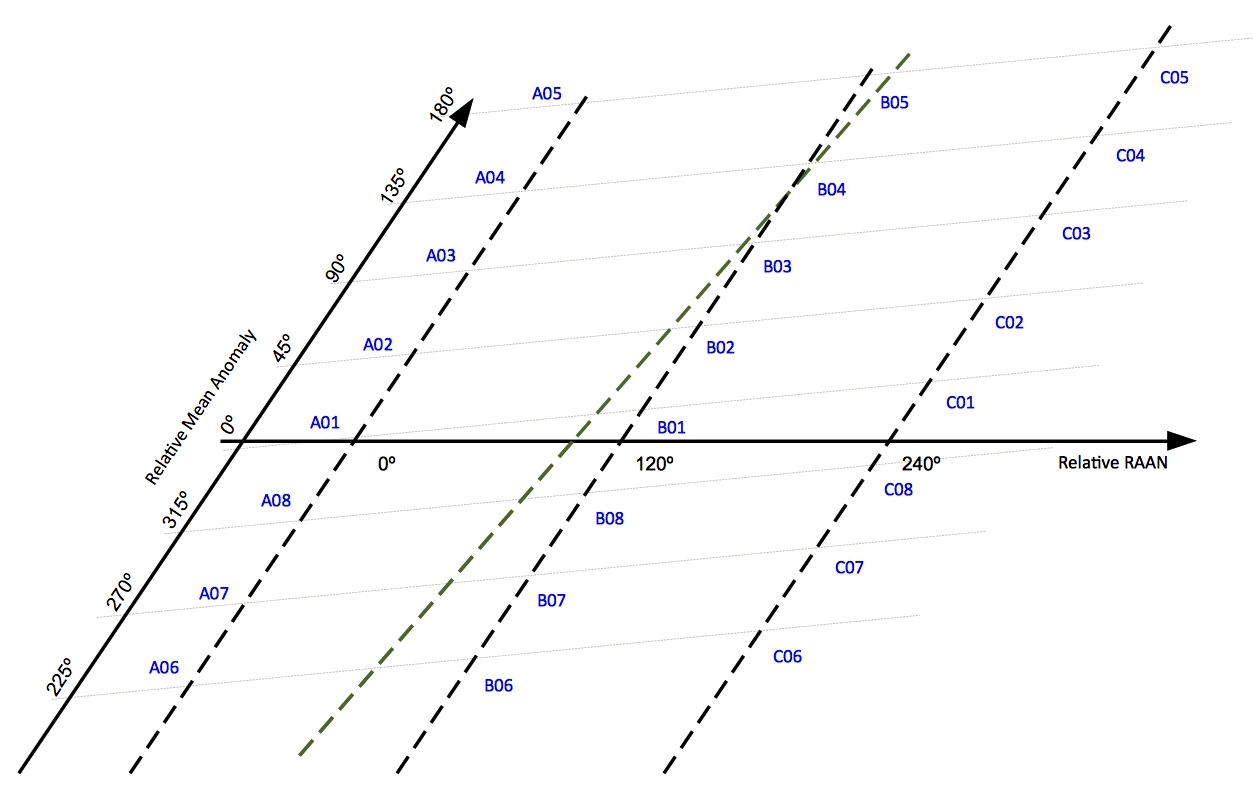 C05
180º
A05
B05
C04
135º
A04
B04
C03
90º
A03
B03
C02
45º
A02
B02
C01
Relative Mean Anomaly
0º
A01
B01
0º
120º
240º
Relative RAAN
315º
A08
B08
C08
270º
A07
B07
C07
225º
A06
B06
C06